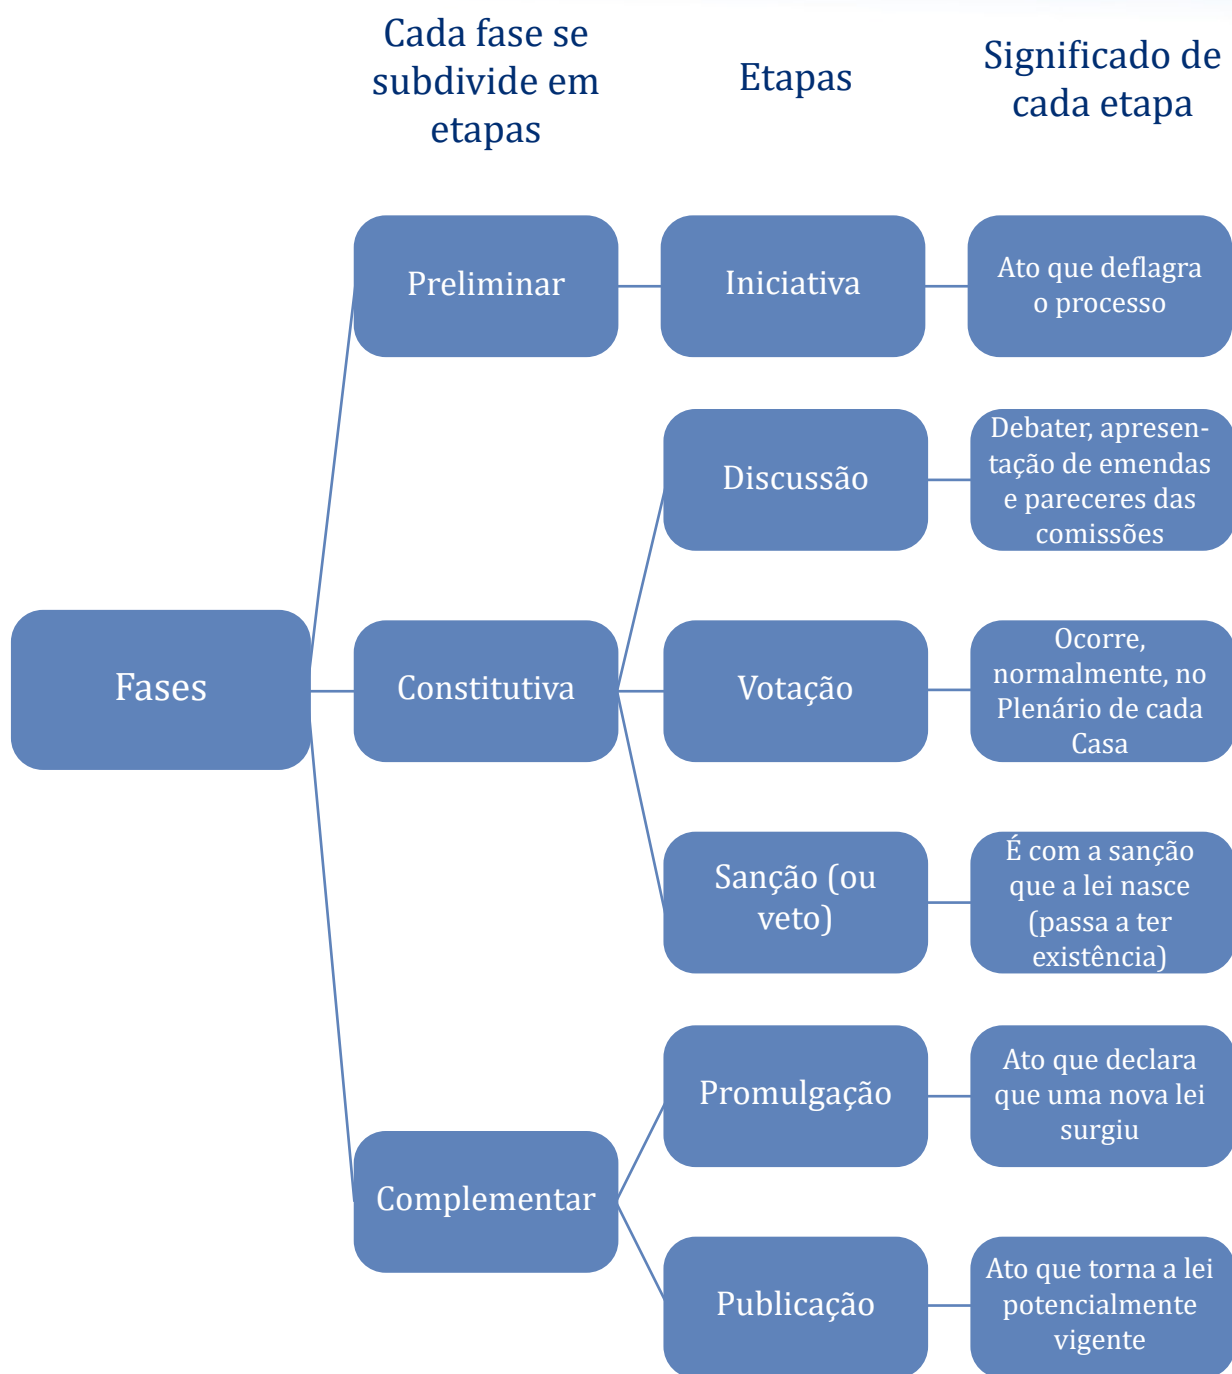 Cada fase se
subdivide em
etapas
Etapas
Significado de
cada etapa
Fases
Preliminar
Iniciativa
Ato que deflagra
o processo
Constitutiva
Discussão
Debater, apresen-
tação de emendas
e pareceres das
comissões
Votação
Ocorre,
normalmente, no
Plenário de cada
Casa
Sanção (ou
veto)
É com a sanção
que a lei nasce
(passa a ter
existência)
Complementar
Promulgação
Ato que declara
que uma nova lei
surgiu
Publicação
Ato que torna a lei
potencialmente
vigente